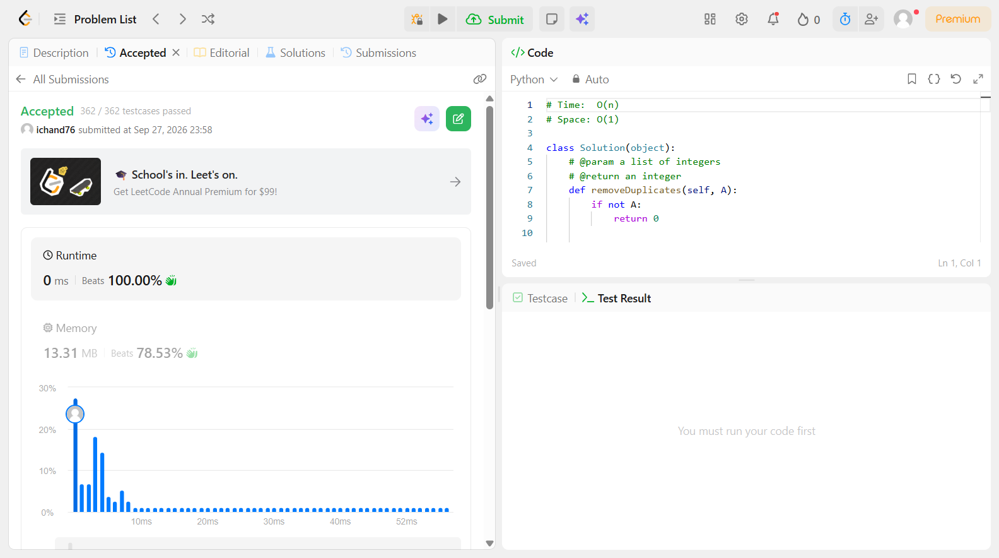 Problem List
Submit
0
Premium
Description
Accepted
Editorial
Solutions
Submissions
All Submissions
Accepted 362 / 362 testcases passed
ichand76 submitted at Sep 27, 2026 23:58
School's in. Leet's on.
Get LeetCode Annual Premium for $99!
Runtime
0 ms Beats 100.00%
Memory
13.31 MB Beats 78.53%
30%
20%
10%
0%
10ms 20ms 30ms 40ms 52ms
</> Code
Python Auto
1 # Time:  O(n)
2 # Space: O(1)
3
4 class Solution(object):
5     # @param a list of integers
6     # @return an integer
7     def removeDuplicates(self, A):
8         if not A:
9             return 0
10
Saved Ln 1, Col 1
Testcase
Test Result
You must run your code first